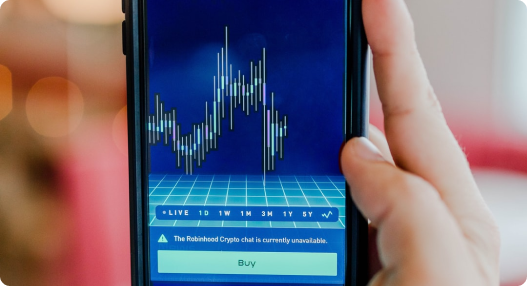 LIVE 1D 1W 1M 3M 1Y 5Y
The Robinhood Crypto chat is currently unavailable.
Buy